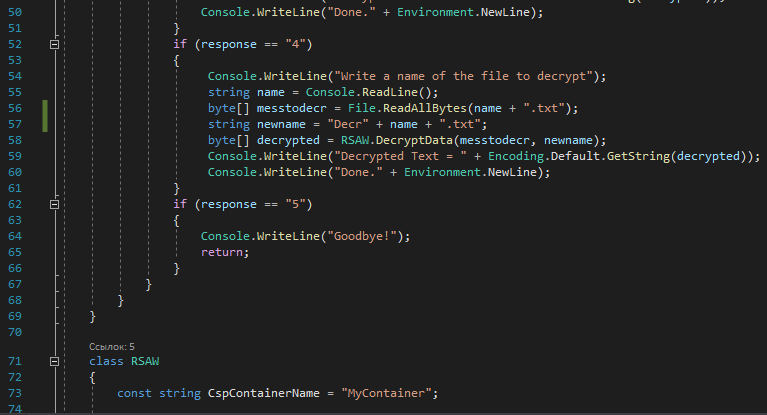 50 Console.WriteLine("Done." + Environment.NewLine);
51 }
52 if (response == "4")
53 {
54 Console.WriteLine("Write a name of the file to decrypt");
55 string name = Console.ReadLine();
56 byte[] messtodecr = File.ReadAllBytes(name + ".txt");
57 string newname = "Decr" + name + ".txt";
58 byte[] decrypted = RSAW.DecryptData(messtodecr, newname);
59 Console.WriteLine("Decrypted Text = " + Encoding.Default.GetString(decrypted));
60 Console.WriteLine("Done." + Environment.NewLine);
61 }
62 if (response == "5")
63 {
64 Console.WriteLine("Goodbye!");
65 return;
66 }
67 }
68 }
69 }
70
Ссылок: 5
71 class RSAW
72 {
73 const string CspContainerName = "MyContainer";
74